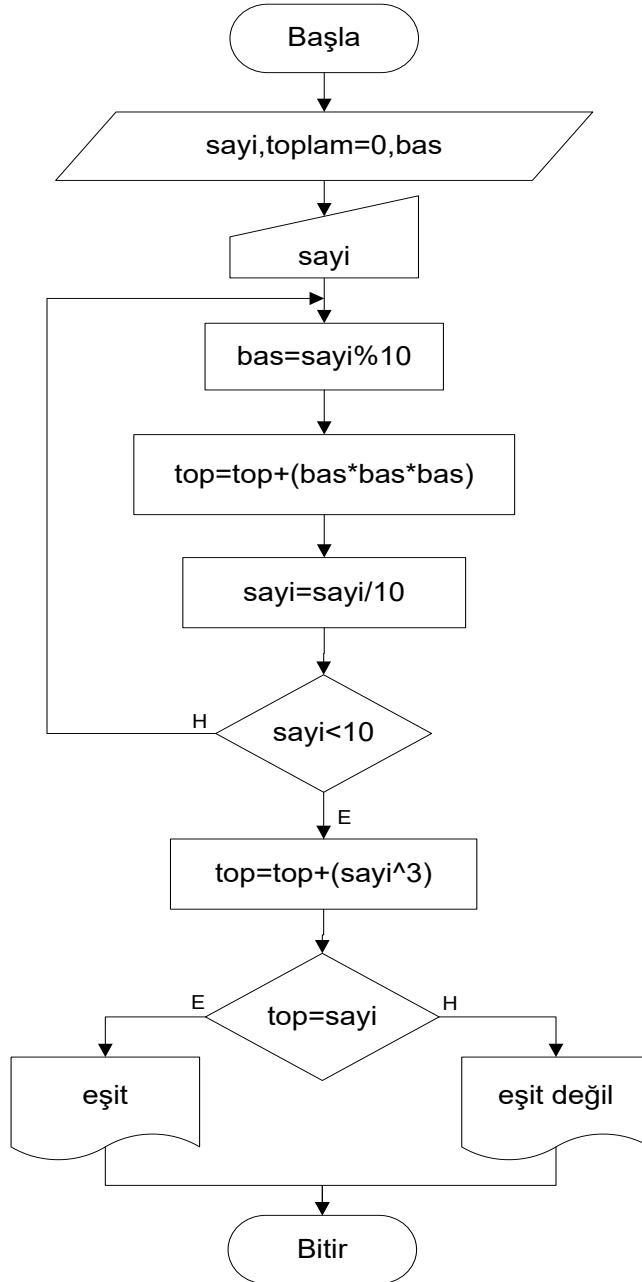 Başla
sayi,toplam=0,bas
sayi
bas=sayi%10
top=top+(bas*bas*bas)
sayi=sayi/10
H
sayi<10
E
top=top+(sayi^3)
E
top=sayi
H
eşit
eşit değil
Bitir